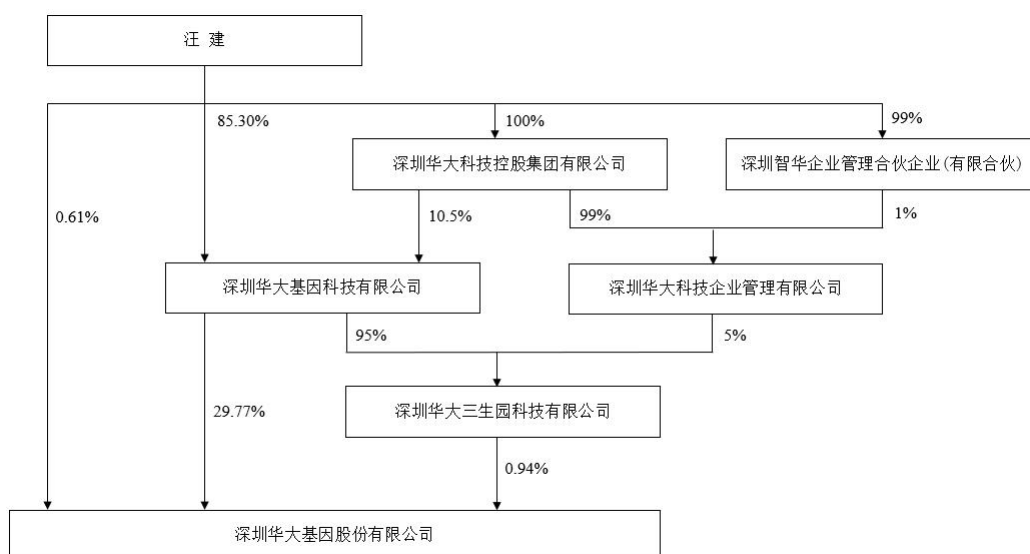 汪 建
85.30%
100%
99%
深圳华大科技控股集团有限公司
深圳智华企业管理合伙企业(有限合伙)
0.61%
10.5%
99%
1%
深圳华大基因科技有限公司
深圳华大科技企业管理有限公司
95%
5%
29.77%
深圳华大三生园科技有限公司
0.94%
深圳华大基因股份有限公司